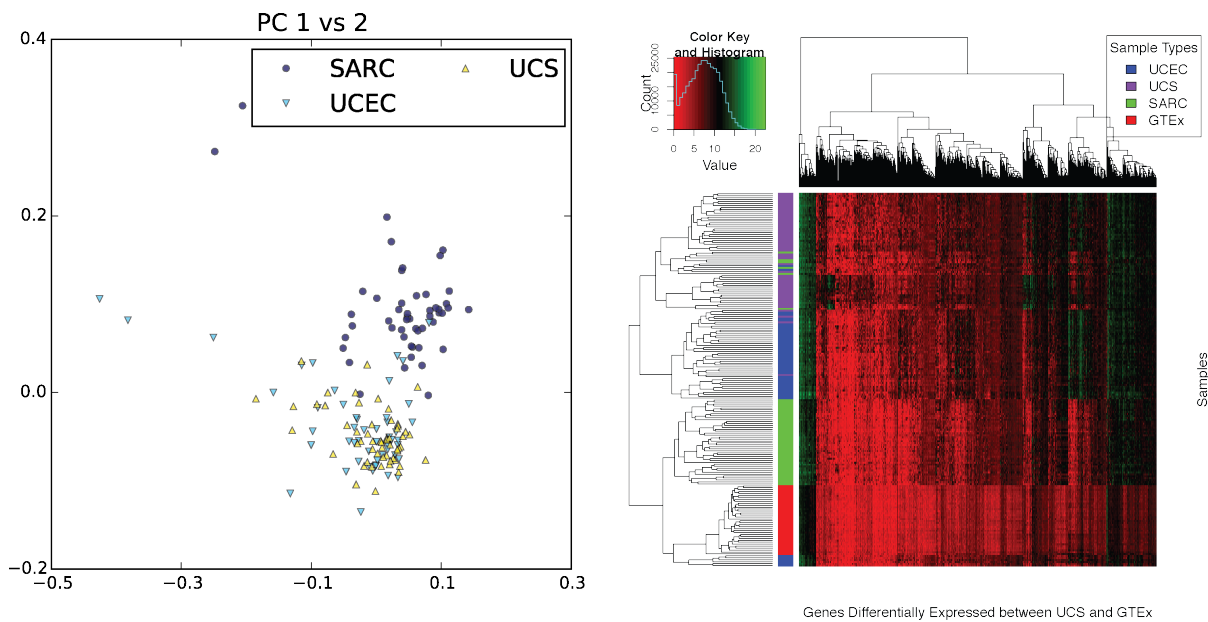 PC 1 vs 2
SARC
UCS
UCEC
0.4
0.2
0.0
−0.2
−0.5
−0.3
−0.1
0.1
0.3
Color Key
and Histogram
Count
0
10000
25000
0
5
10
20
Value
Sample Types
UCEC
UCS
SARC
GTEx
Samples
Genes Differentially Expressed between UCS and GTEx